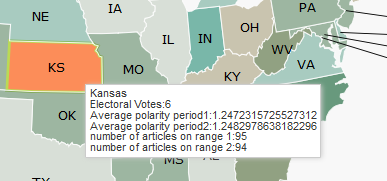 PA
NE
IA
OH
IL
IN
WV
KS
MO
VA
KY
Kansas
Electoral Votes:6
Average polarity period1:1.2472315725527312
Average polarity period2:1.2482978638182296
number of articles on range 1:95
number of articles on range 2:94
OK
MS
AL